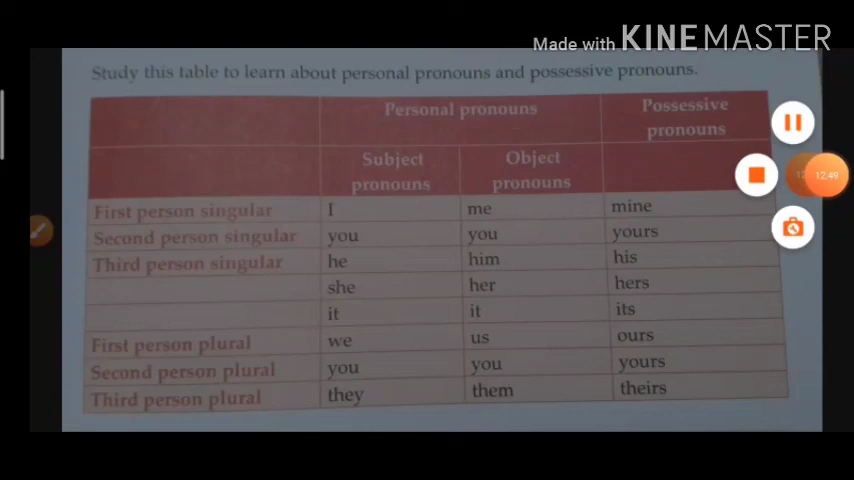 Made with KINEMASTER
Study this table to learn about personal pronouns and possessive pronouns.
Personal pronouns Possessive pronouns
Subject pronouns Object pronouns
First person singular I me mine
Second person singular you you yours
Third person singular he him his
she her hers
it it its
First person plural we us ours
Second person plural you you yours
Third person plural they them theirs
12:49